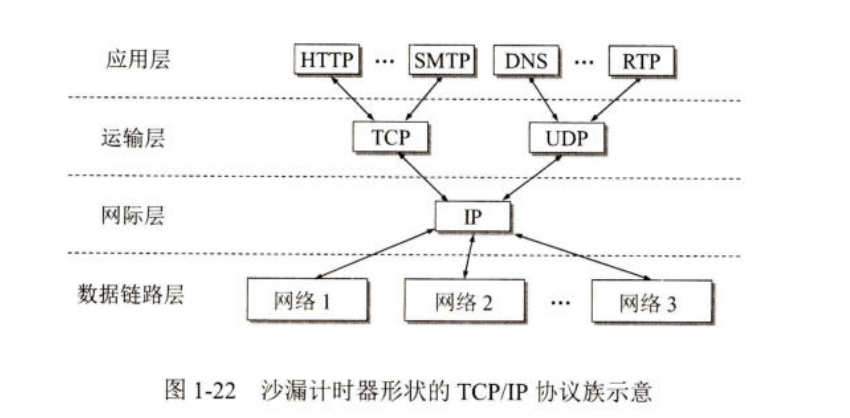 应用层 HTTP … SMTP DNS … RTP
运输层 TCP UDP
网际层 IP
数据链路层 网络 1 网络 2 … 网络 3
图 1-22 沙漏计时器形状的 TCP/IP 协议族示意